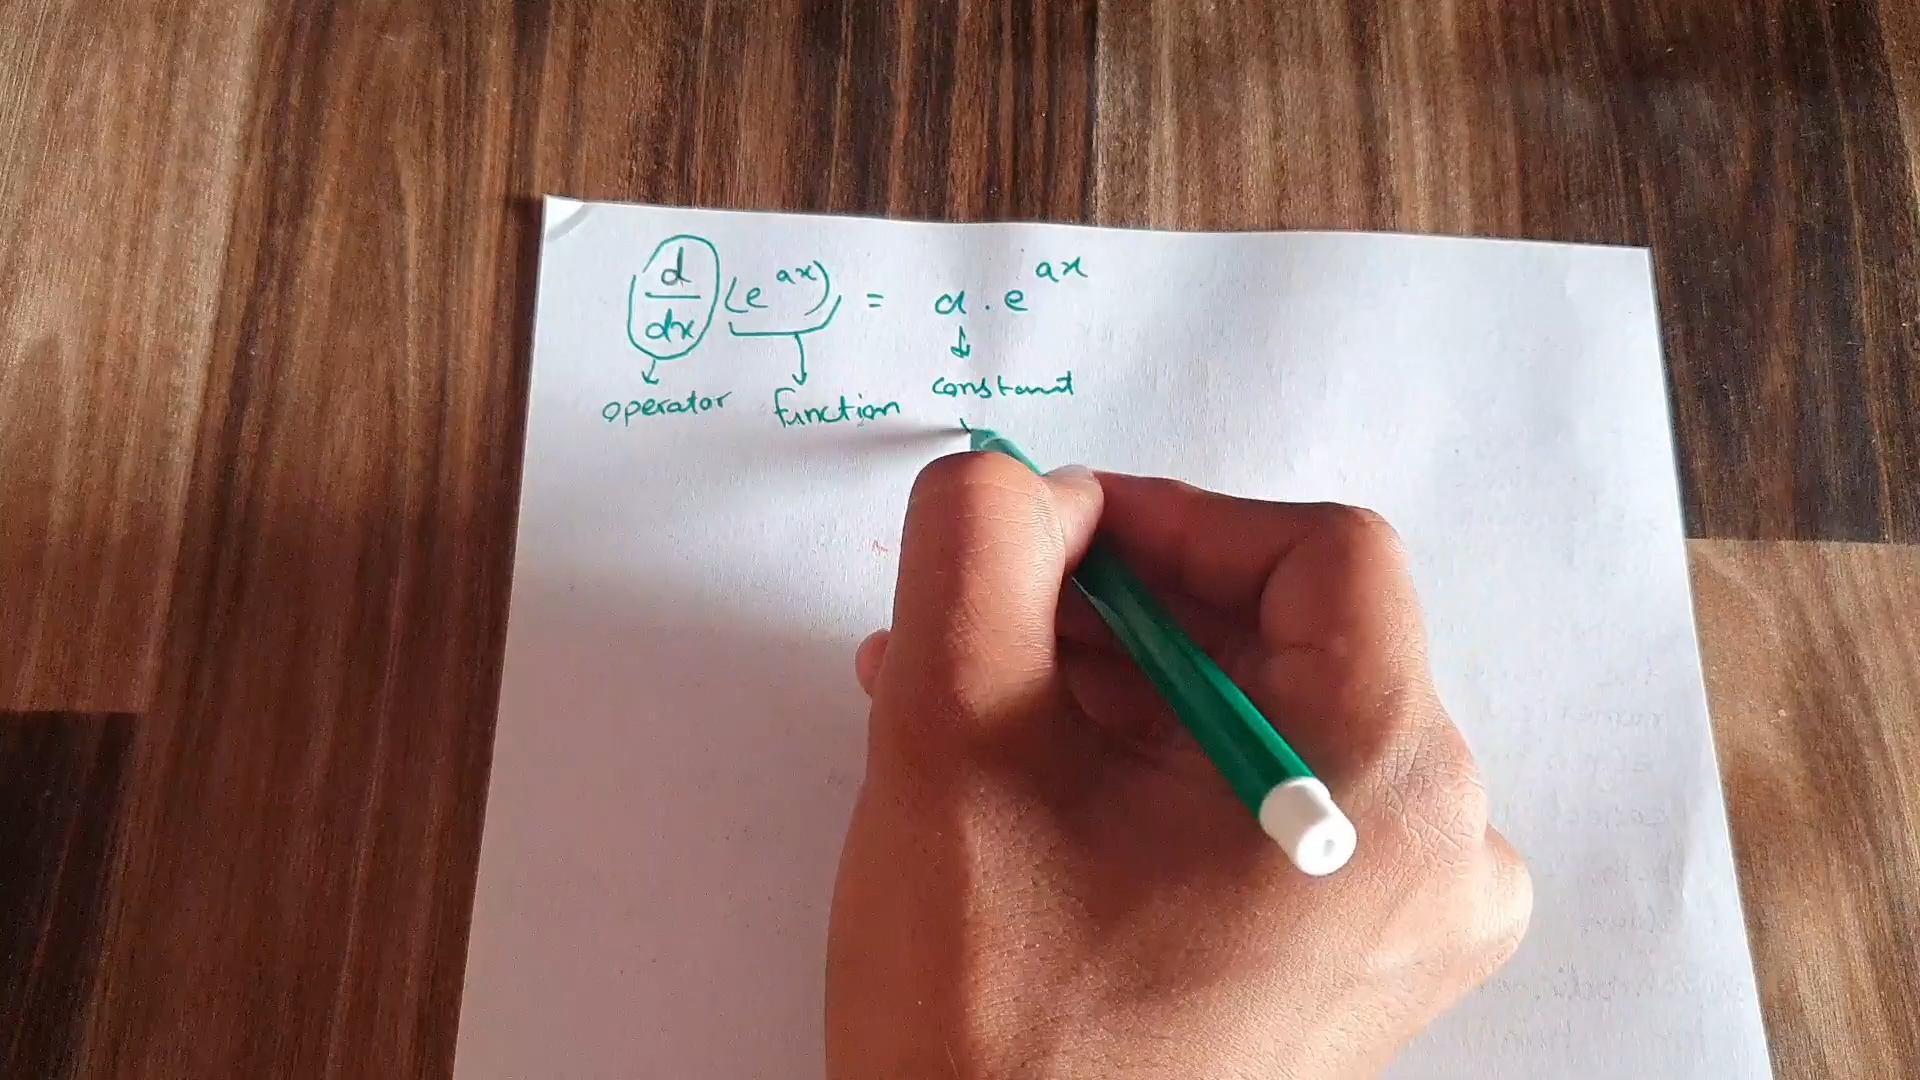 d/dx (e^ax) = a . e^ax
operator function constant